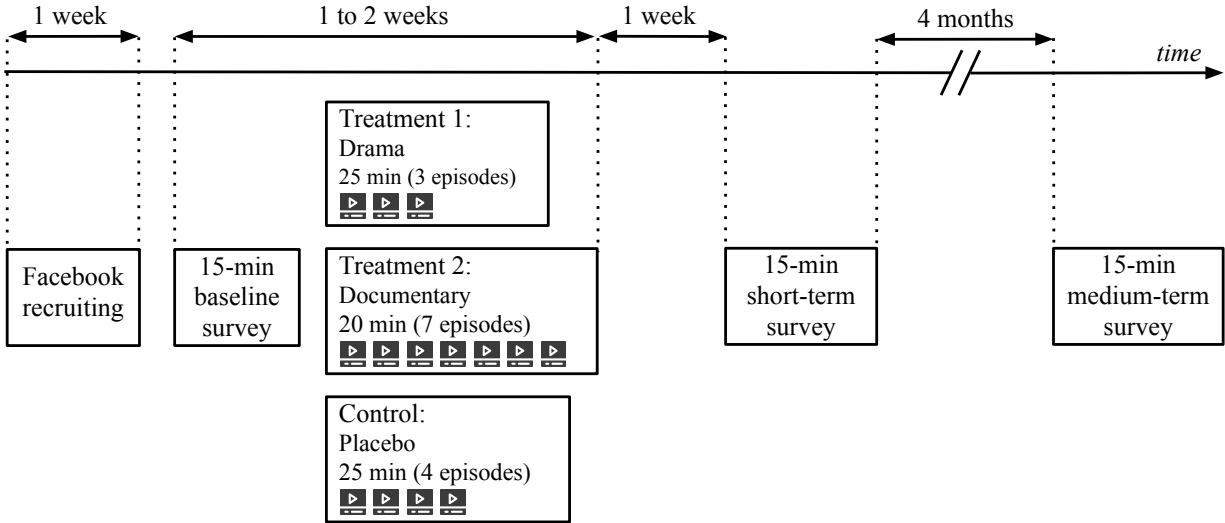 1 week
1 to 2 weeks
1 week
4 months
time
Treatment 1:
Drama
25 min (3 episodes)
Facebook
recruiting
15-min
baseline
survey
Treatment 2:
Documentary
20 min (7 episodes)
15-min
short-term
survey
15-min
medium-term
survey
Control:
Placebo
25 min (4 episodes)